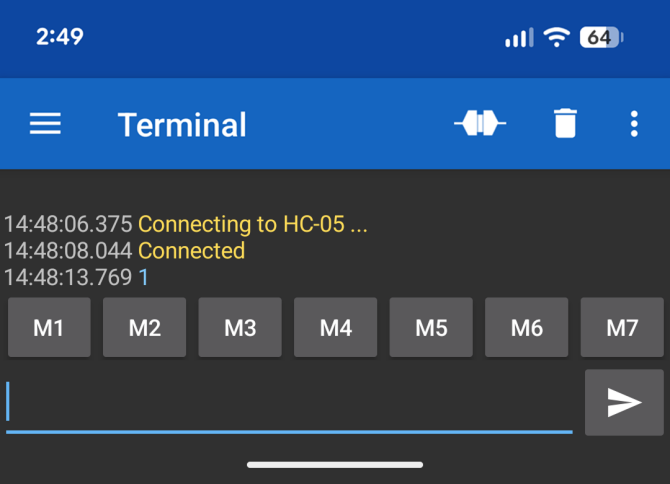 2:49
64
Terminal
14:48:06.375 Connecting to HC-05 ...
14:48:08.044 Connected
14:48:13.769 1
M1 M2 M3 M4 M5 M6 M7